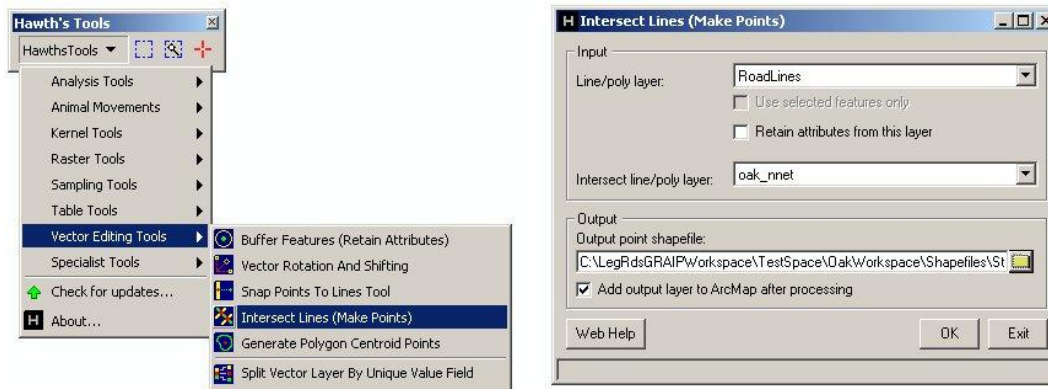 Hawth's Tools
HawthsTools
Analysis Tools
Animal Movements
Kernel Tools
Raster Tools
Sampling Tools
Table Tools
Vector Editing Tools
Specialist Tools
Check for updates...
H About...
Buffer Features (Retain Attributes)
Vector Rotation And Shifting
Snap Points To Lines Tool
Intersect Lines (Make Points)
Generate Polygon Centroid Points
Split Vector Layer By Unique Value Field
H Intersect Lines (Make Points)
Input
Line/poly layer: RoadLines
Use selected features only
Retain attributes from this layer
Intersect line/poly layer: oak_nnet
Output
Output point shapefile:
C:\LegRdsGRAIPWorkspace\TestSpace\OakWorkspace\Shapefiles\St
Add output layer to ArcMap after processing
Web Help OK Exit